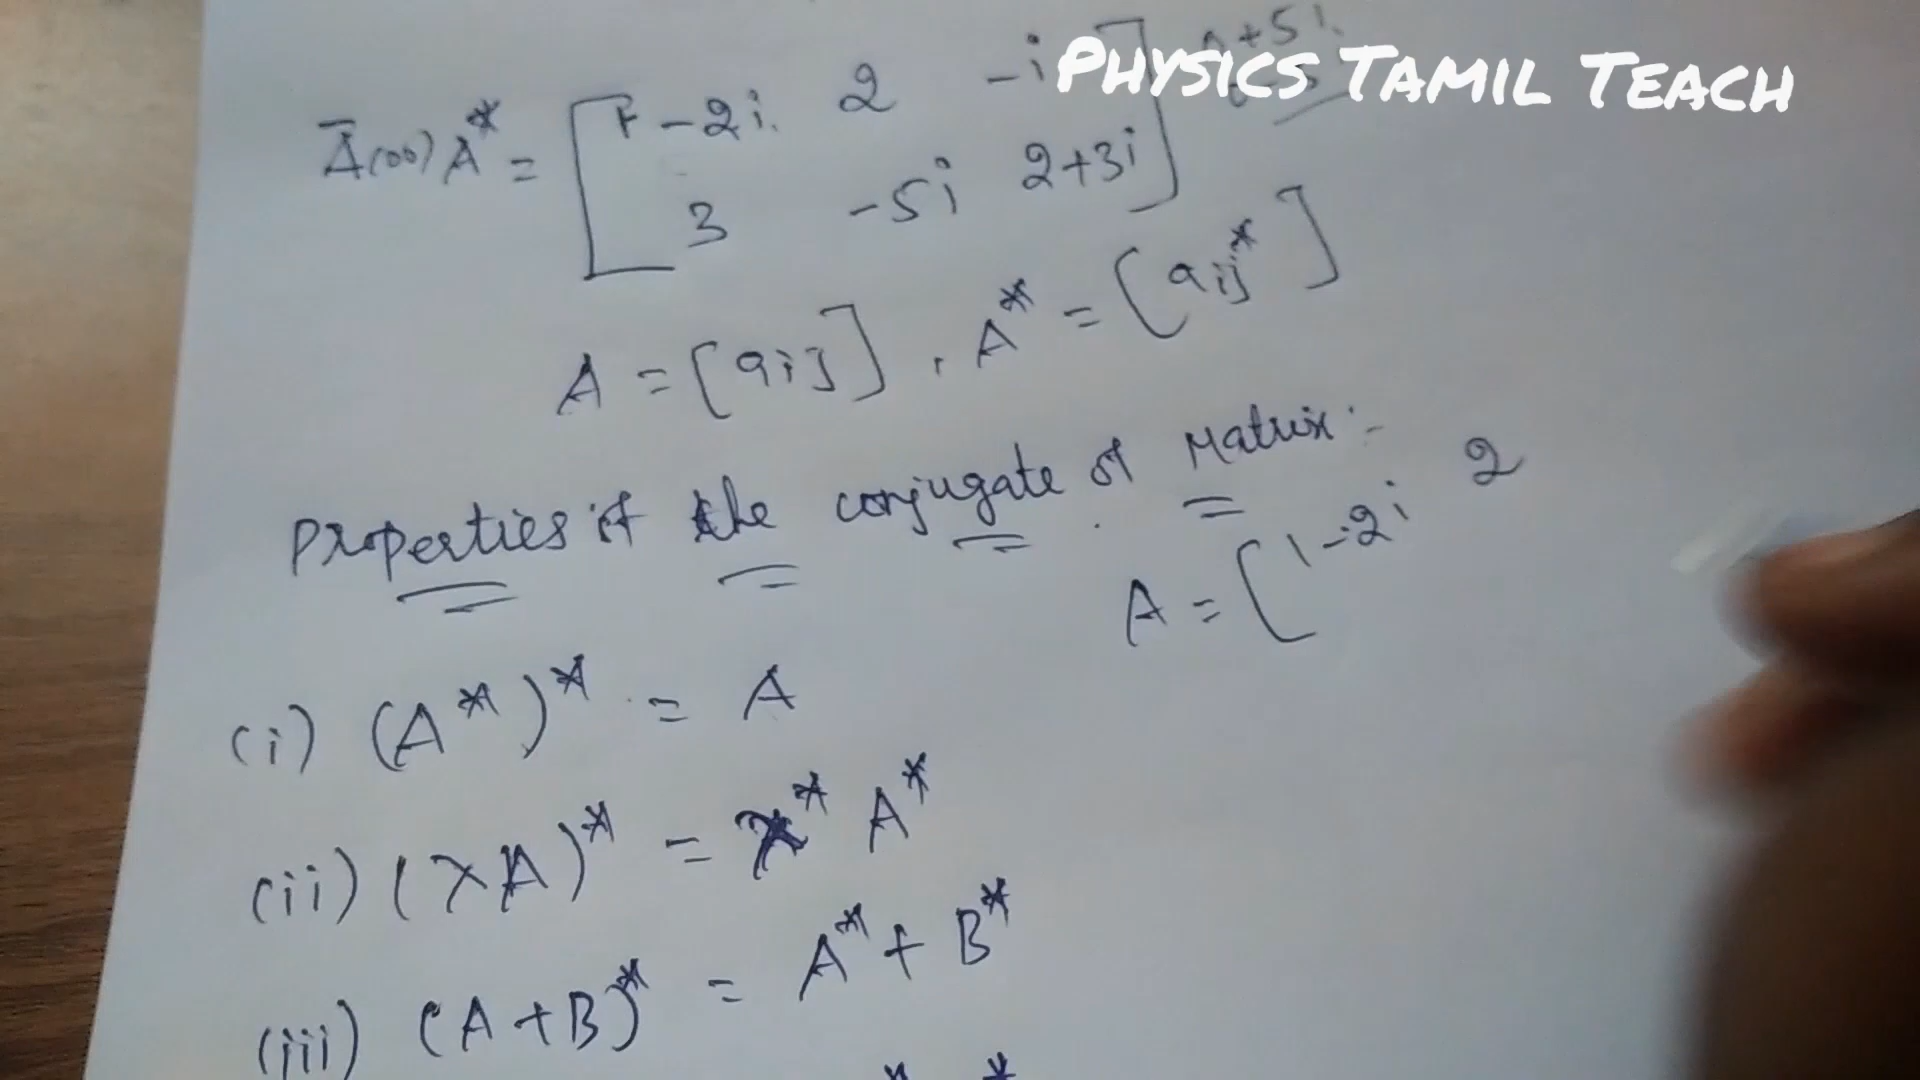 PHYSICS TAMIL TEACH
+5i
Ā (or) A* = [1-2i 2 -i
3 -5i 2+3i]
A = [aij], A* = [aij*]
Properties of the conjugate of Matrix:-
A = [1-2i 2
(i) (A*)* = A
(ii) (λA)* = λ* A*
(iii) (A+B)* = A* + B*